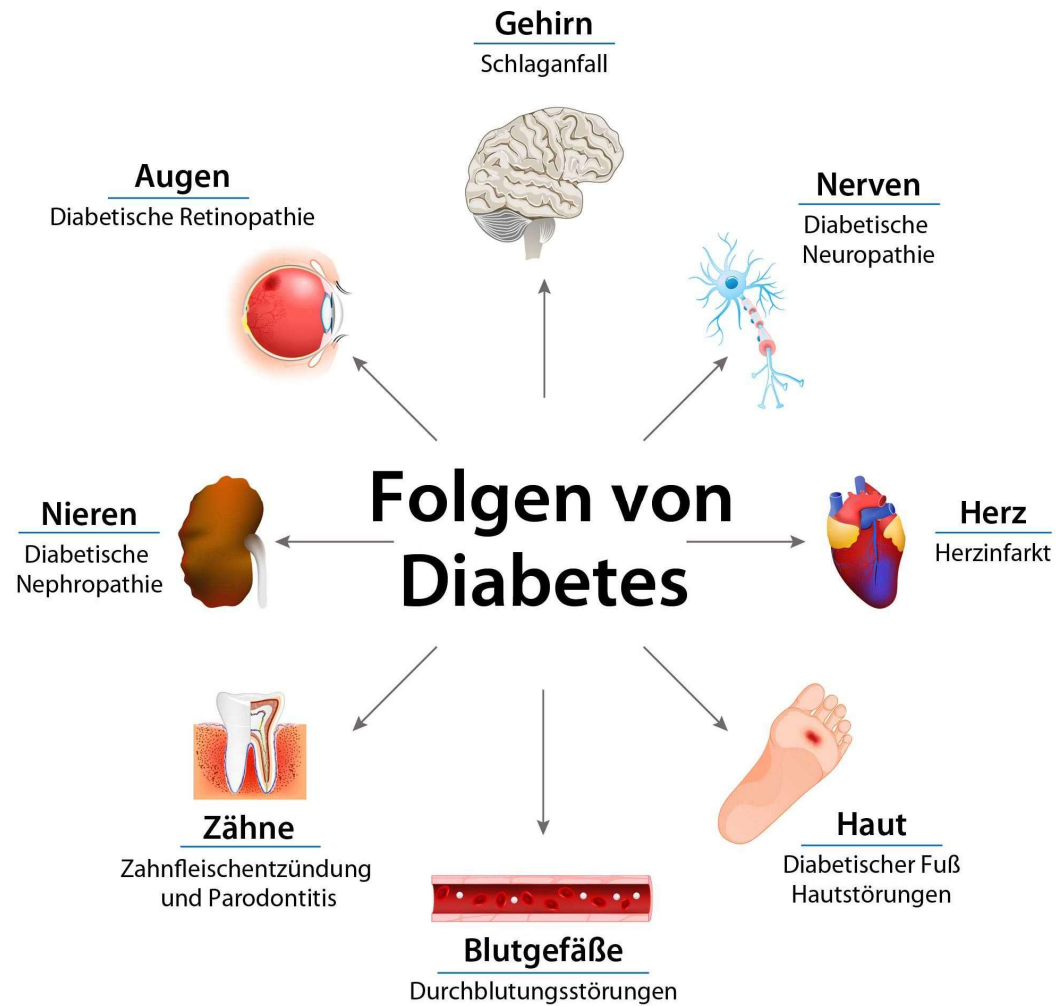 Gehirn
Schlaganfall
Augen
Diabetische Retinopathie
Nerven
Diabetische
Neuropathie
Folgen von
Diabetes
Nieren
Diabetische
Nephropathie
Herz
Herzinfarkt
Zähne
Zahnfleischentzündung
und Parodontitis
Haut
Diabetischer Fuß
Hautstörungen
Blutgefäße
Durchblutungsstörungen